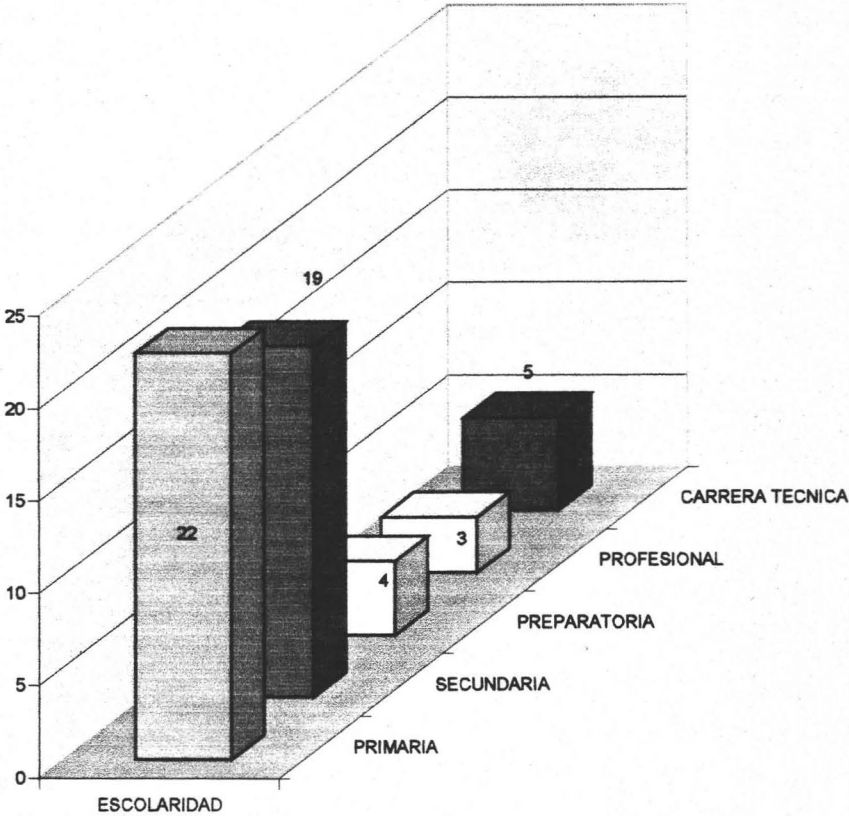 19
25
5
20
CARRERA TECNICA
15
22
3
PROFESIONAL
4
10
PREPARATORIA
5
SECUNDARIA
PRIMARIA
0
ESCOLARIDAD